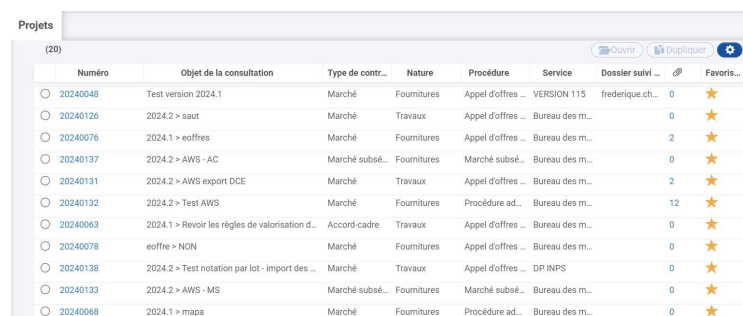 Projets
(20) Ouvrir Dupliquer
Numéro Objet de la consultation Type de contr... Nature Procédure Service Dossier suivi ... Favoris...
20240048 Test version 2024.1 Marché Fournitures Appel d'offres ... VERSION 115 frederique.ch... 0
20240126 2024.2 > saut Marché Travaux Appel d'offres ... Bureau des m... 0
20240076 2024.1 > eoffres Marché Fournitures Appel d'offres ... Bureau des m... 2
20240137 2024.2 > AWS - AC Marché subsé... Fournitures Marché subsé... Bureau des m... 0
20240131 2024.2 > AWS export DCE Marché Travaux Appel d'offres ... Bureau des m... 2
20240132 2024.2 > Test AWS Marché Fournitures Procédure ad... Bureau des m... 12
20240063 2024.1 > Revoir les règles de valorisation d... Accord-cadre Travaux Appel d'offres ... Bureau des m... 0
20240078 eoffre > NON Marché Fournitures Appel d'offres ... Bureau des m... 0
20240138 2024.2 > Test notation par lot - import des ... Marché Travaux Appel d'offres ... DP INPS 0
20240133 2024.2 > AWS - MS Marché subsé... Fournitures Marché subsé... Bureau des m... 0
20240068 2024.1 > mapa Marché Fournitures Procédure ad... Bureau des m... 0